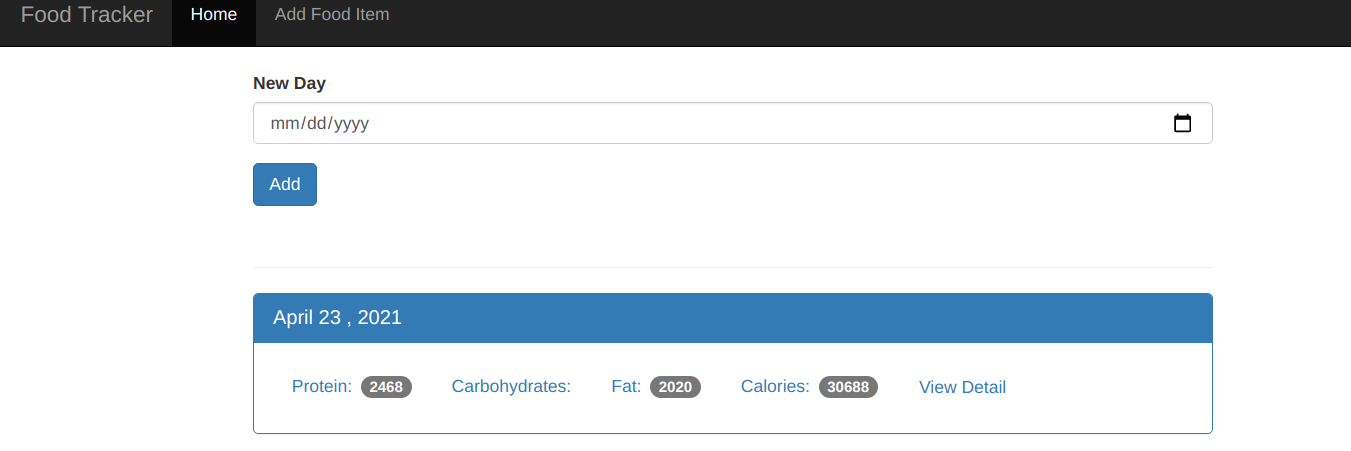 Food Tracker Home Add Food Item
New Day
mm/dd/yyyy
Add
April 23 , 2021
Protein: 2468 Carbohydrates: Fat: 2020 Calories: 30688 View Detail